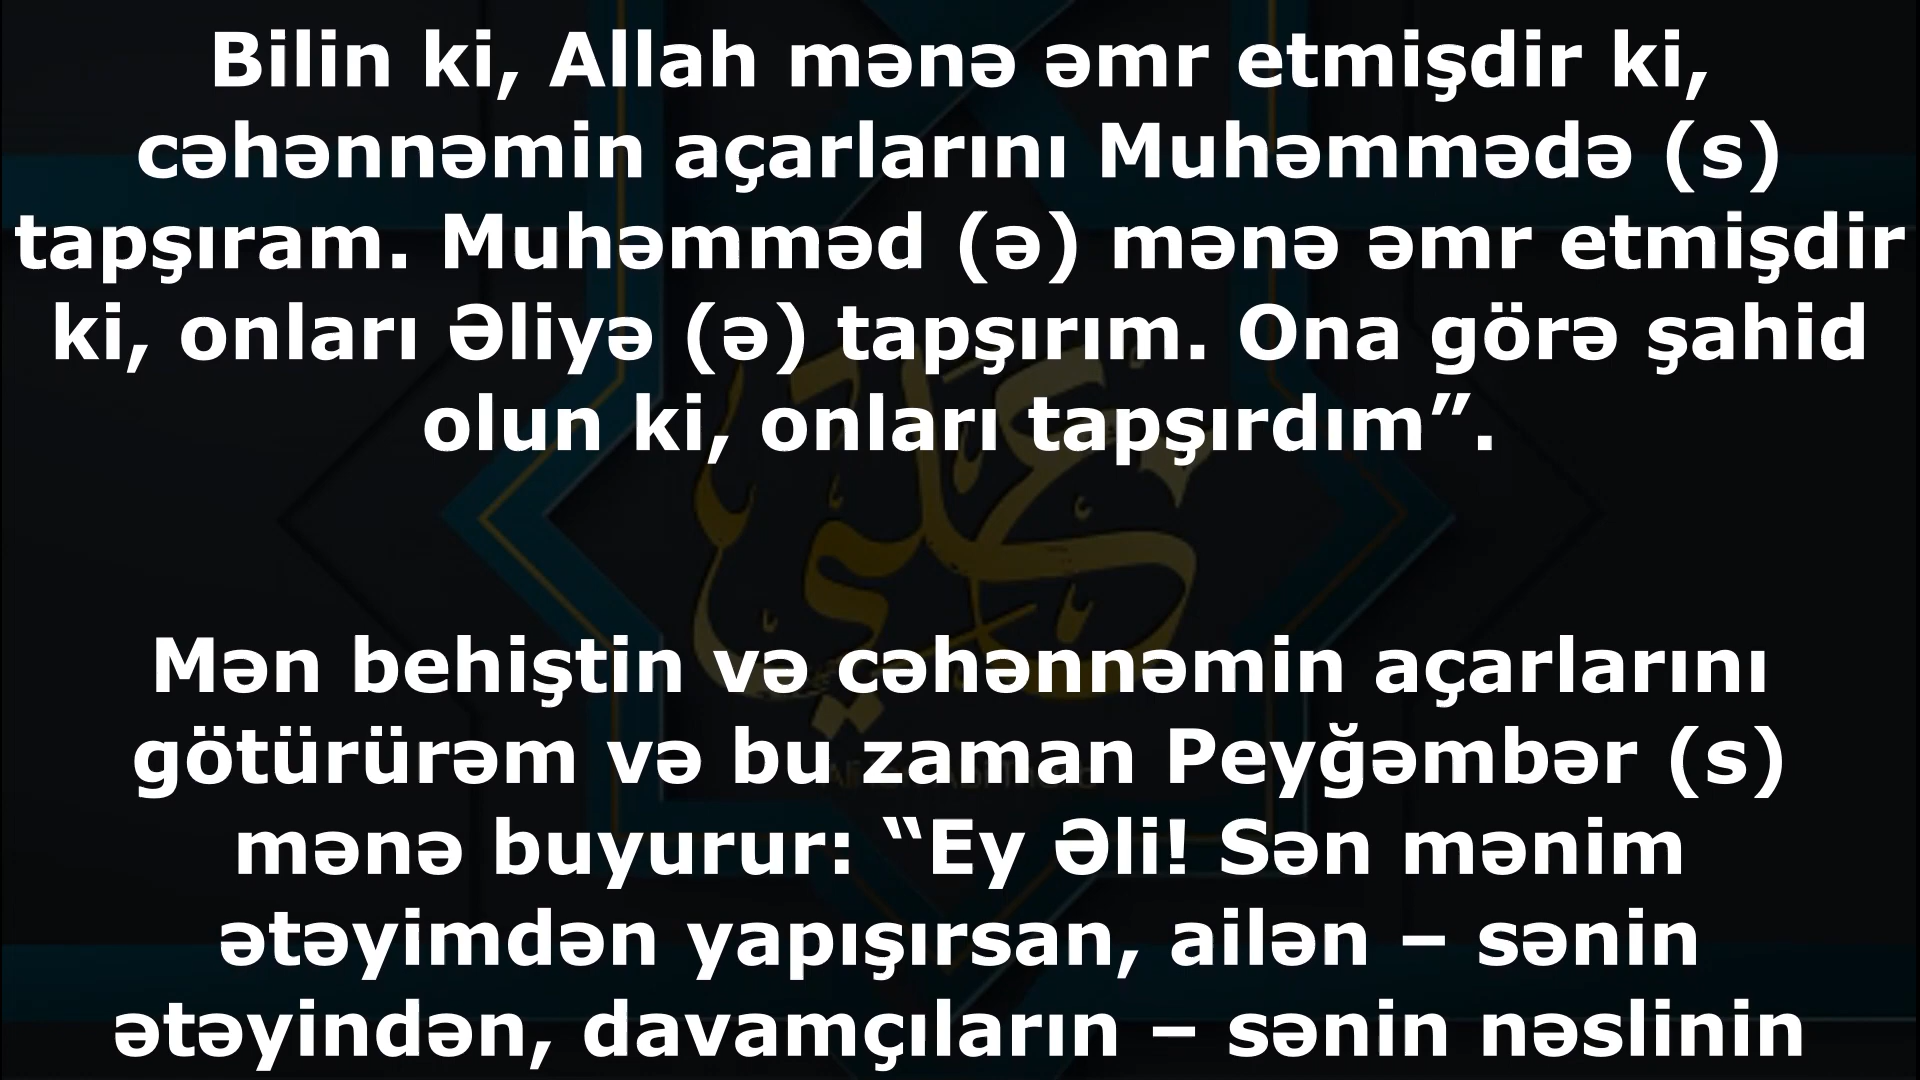 Bilin ki, Allah mənə əmr etmişdir ki,
cəhənnəmin açarlarını Muhəmmədə (s)
tapşıram. Muhəmməd (ə) mənə əmr etmişdir
ki, onları Əliyə (ə) tapşırım. Ona görə şahid
olun ki, onları tapşırdım”.
علي
Mən behiştin və cəhənnəmin açarlarını
götürürəm və bu zaman Peyğəmbər (s)
mənə buyurur: “Ey Əli! Sən mənim
ətəyimdən yapışırsan, ailən – sənin
ətəyindən, davamçıların – sənin nəslinin